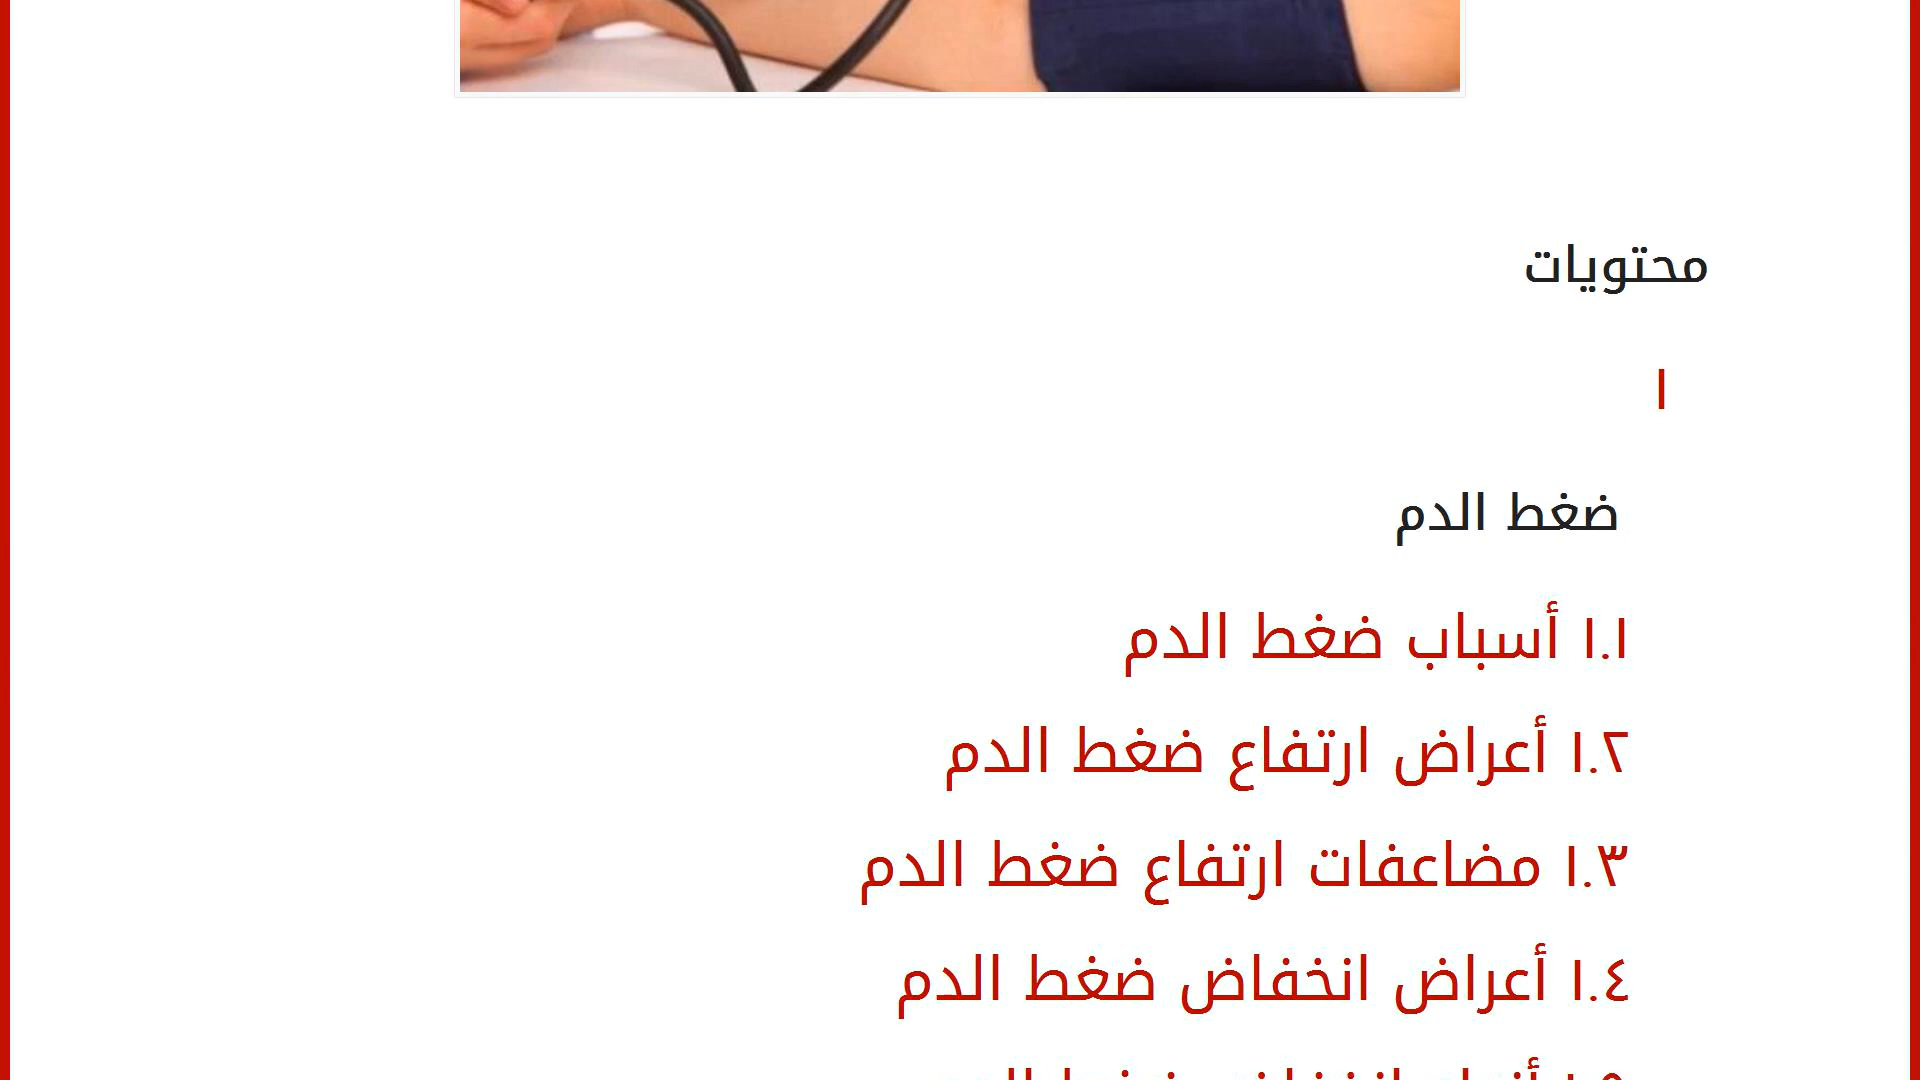 محتويات
١
ضغط الدم
١.١ أسباب ضغط الدم
١.٢ أعراض ارتفاع ضغط الدم
١.٣ مضاعفات ارتفاع ضغط الدم
١.٤ أعراض انخفاض ضغط الدم